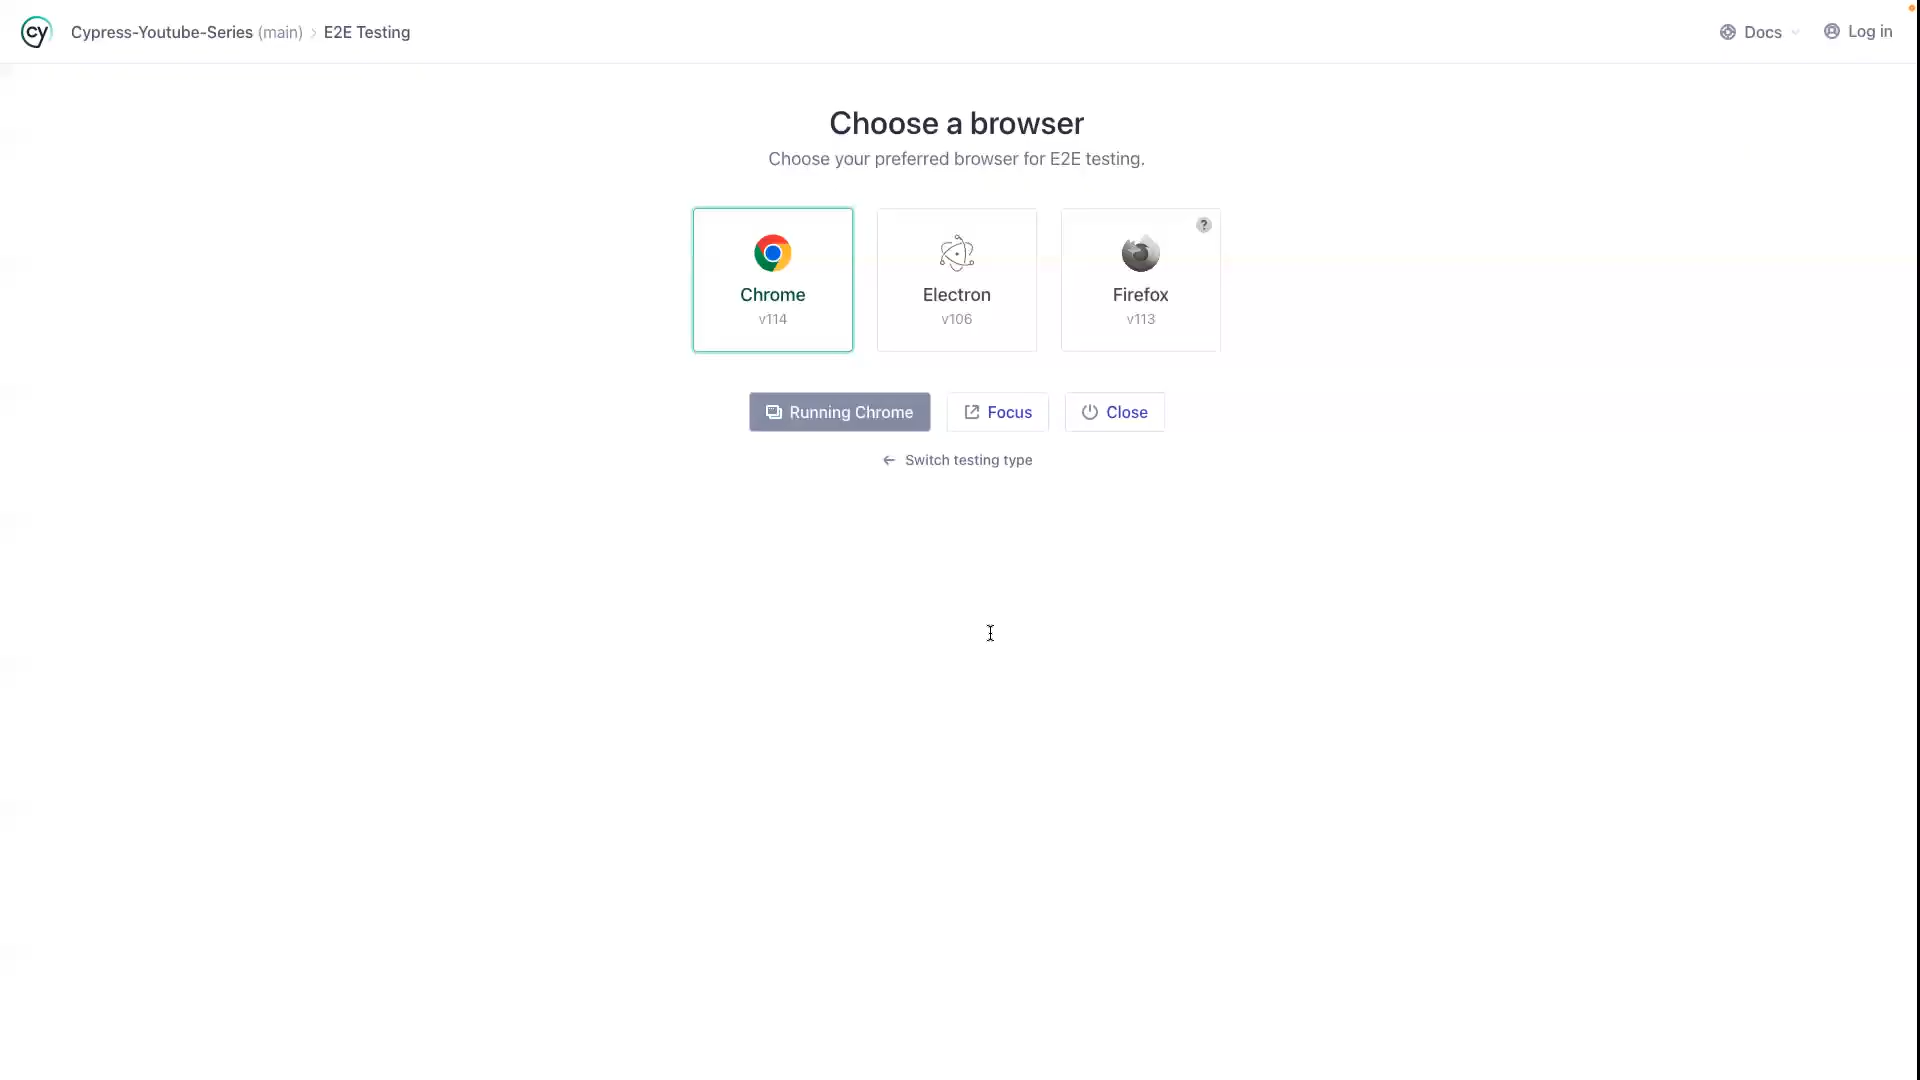 cy Cypress-Youtube-Series (main) › E2E Testing Docs Log in
Choose a browser
Choose your preferred browser for E2E testing.
?
Chrome Electron Firefox
v114 v106 v113
Running Chrome Focus Close
← Switch testing type